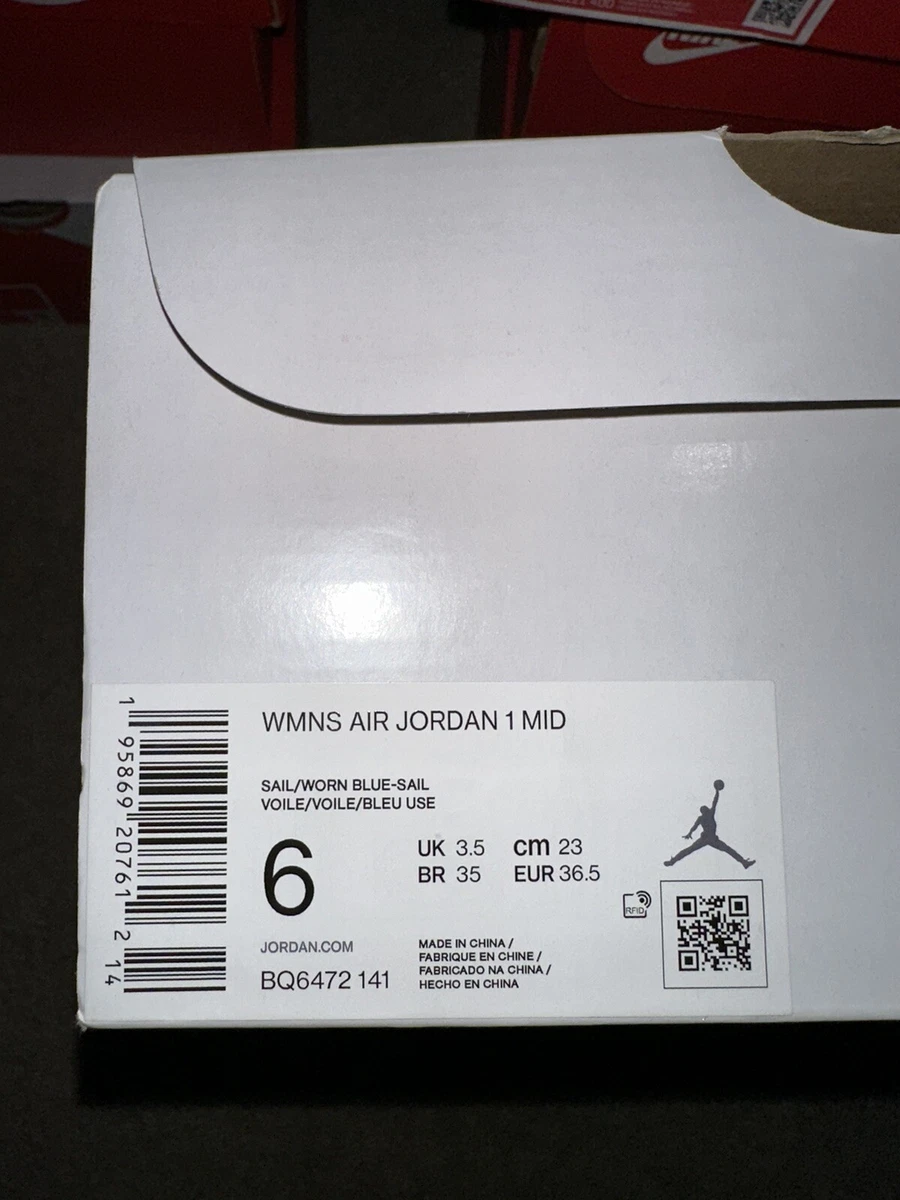 WMNS AIR JORDAN 1 MID
SAIL/WORN BLUE-SAIL
VOILE/VOILE/BLEU USE
6
UK 3.5 cm 23
BR 35 EUR 36.5
RFID
JORDAN.COM
BQ6472 141
MADE IN CHINA /
FABRIQUE EN CHINE /
FABRICADO NA CHINA /
HECHO EN CHINA
1 95869 20761 2 14